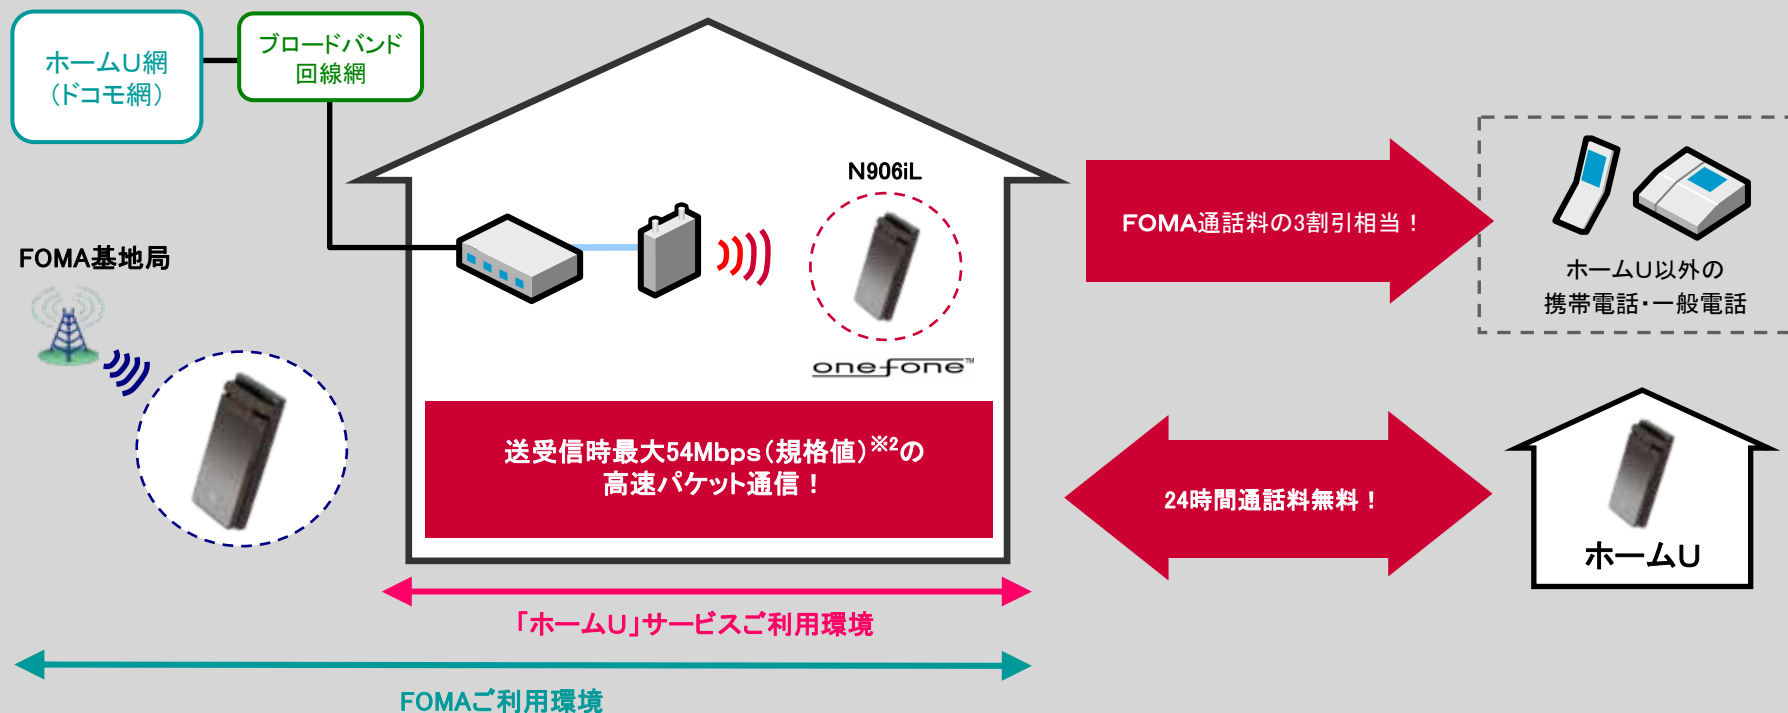 ホームU網
(ドコモ網)
ブロードバンド
回線網
N906iL
FOMA基地局
onefone™
送受信時最大54Mbps(規格値)※2の
高速パケット通信!
FOMA通話料の3割引相当!
ホームU以外の
携帯電話・一般電話
24時間通話料無料!
ホームU
「ホームU」サービスご利用環境
FOMAご利用環境